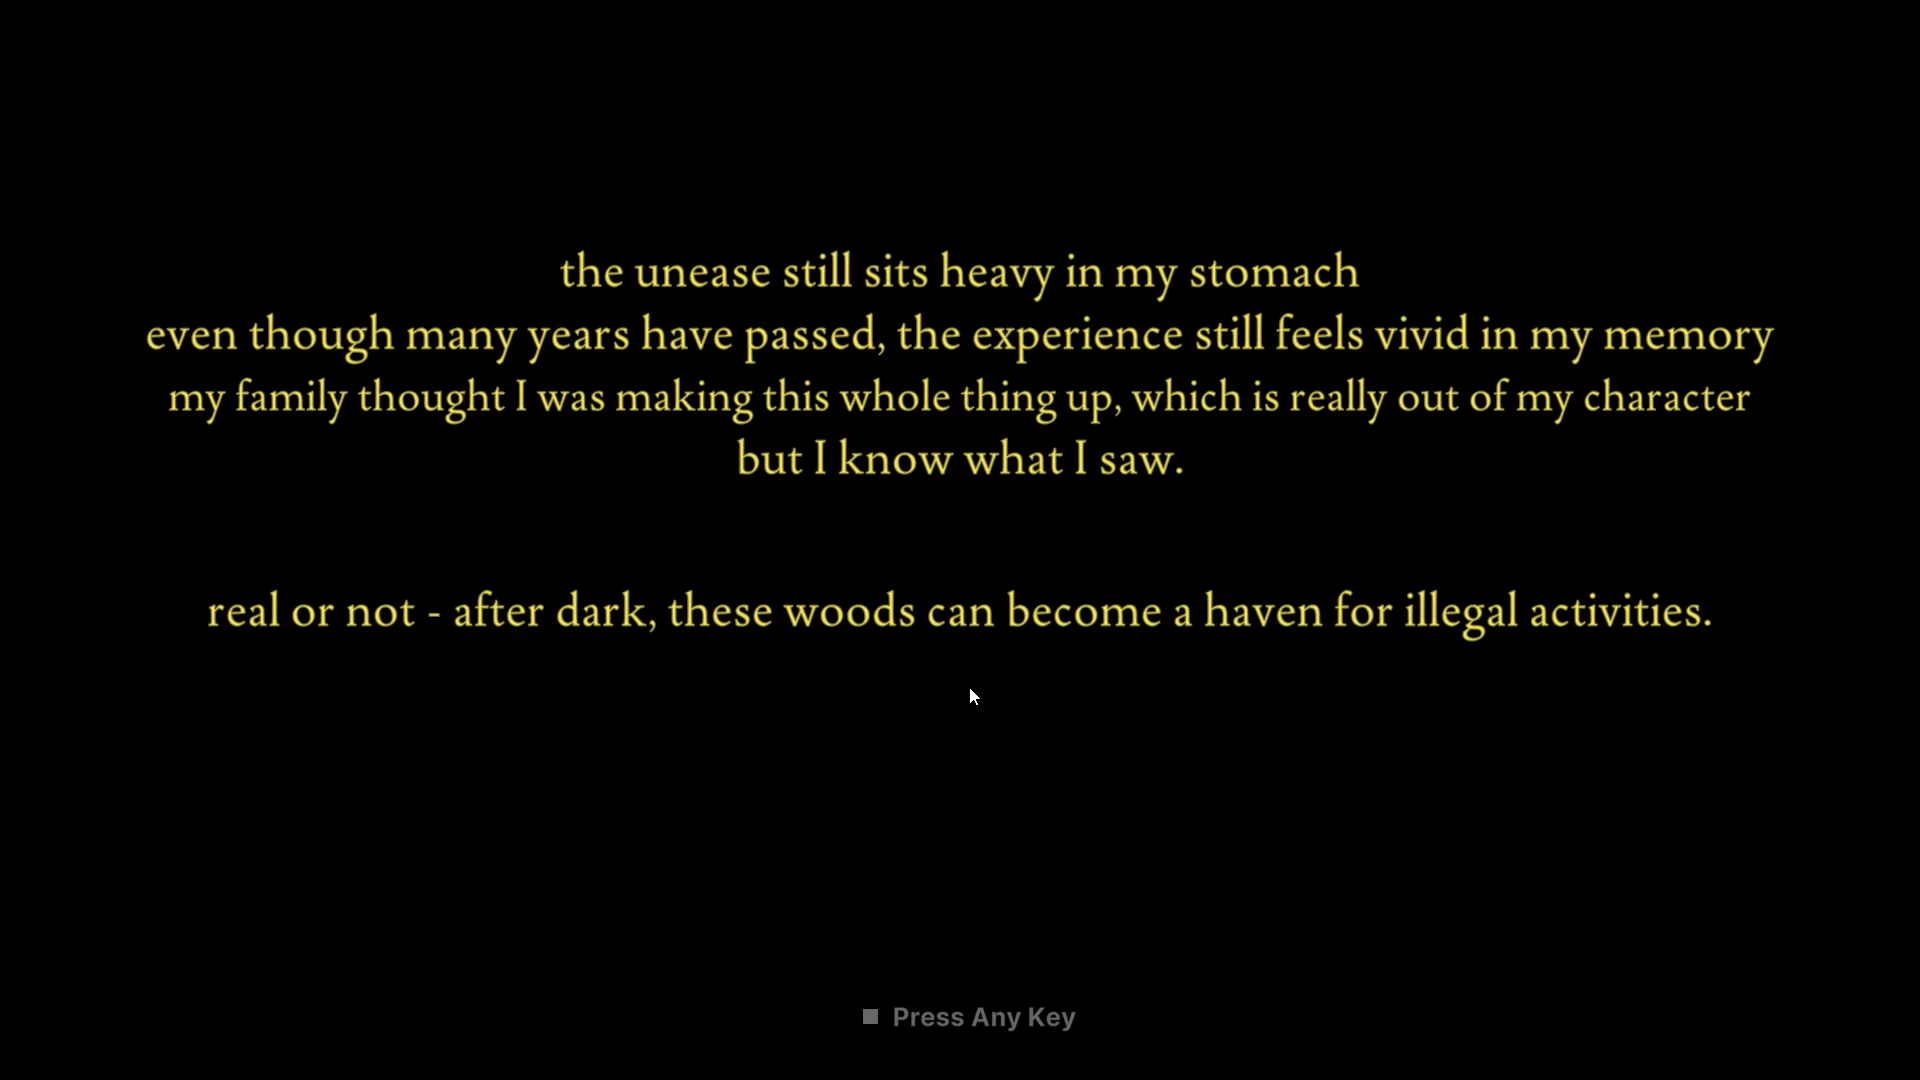 the unease still sits heavy in my stomach
even though many years have passed, the experience still feels vivid in my memory
my family thought I was making this whole thing up, which is really out of my character
but I know what I saw.
real or not - after dark, these woods can become a haven for illegal activities.
Press Any Key